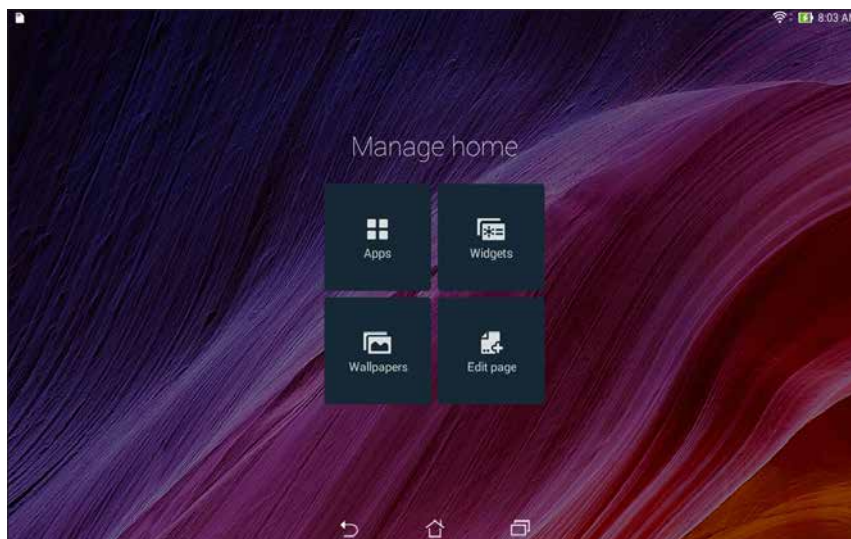 8:03 AM
Manage home
Apps
Widgets
Wallpapers
Edit page